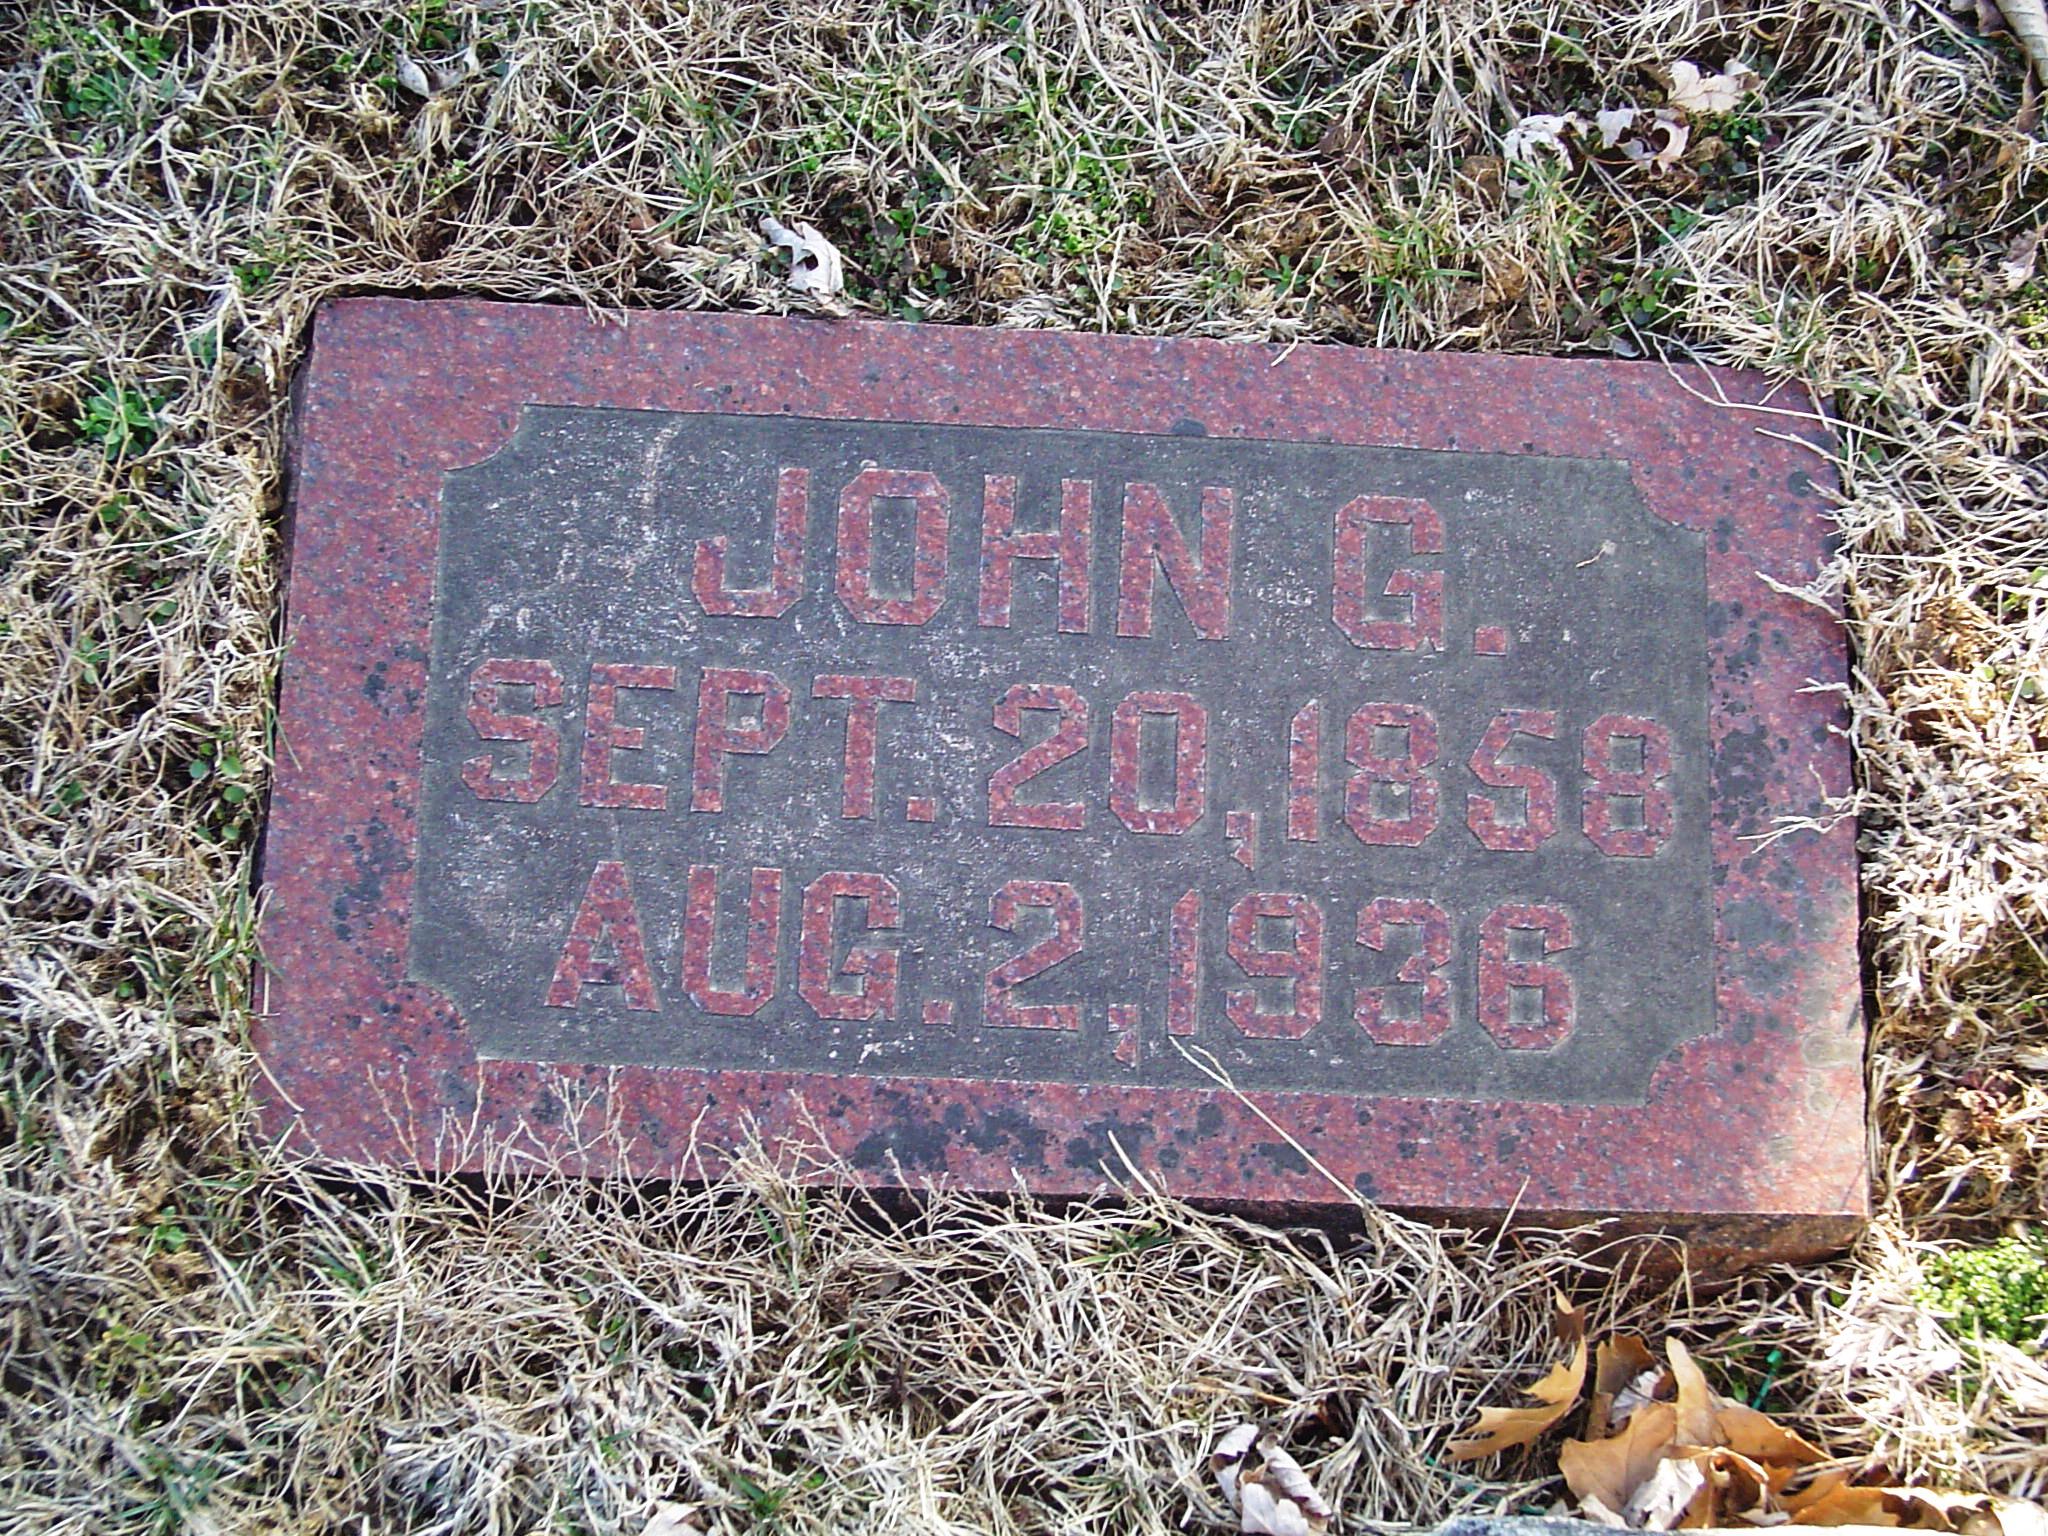 JOHN G.
SEPT. 20, 1858
AUG. 2, 1936